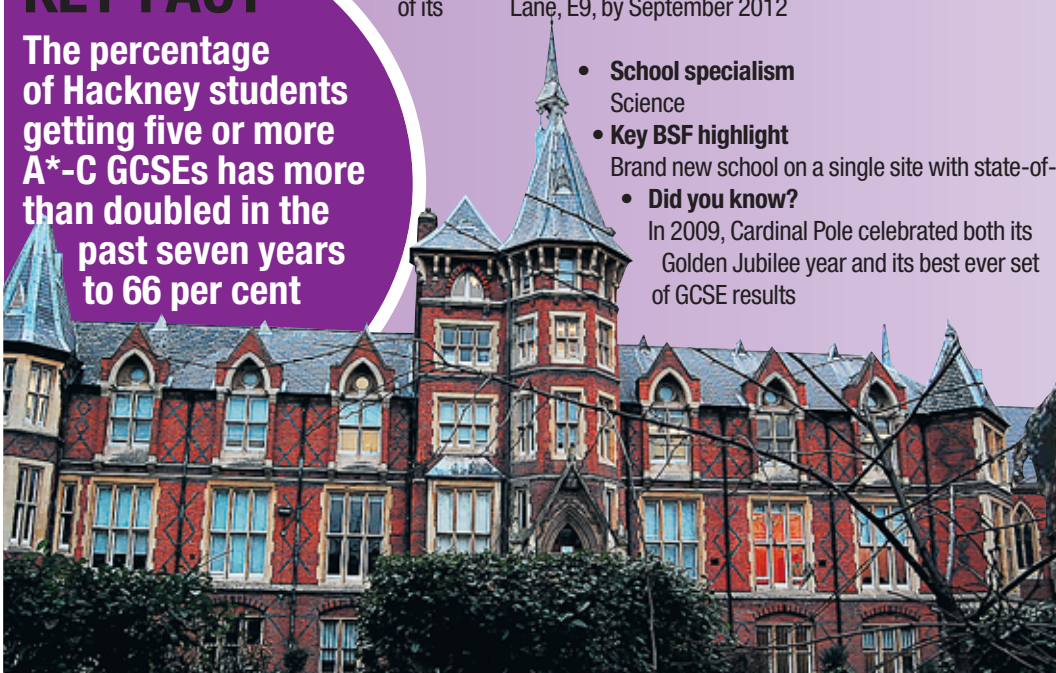 KEY FACT
The percentage
of Hackney students
getting five or more
A*-C GCSEs has more
than doubled in the
past seven years
to 66 per cent
of its
Lane, E9, by September 2012
• School specialism
Science
• Key BSF highlight
Brand new school on a single site with state-of-
• Did you know?
In 2009, Cardinal Pole celebrated both its
Golden Jubilee year and its best ever set
of GCSE results